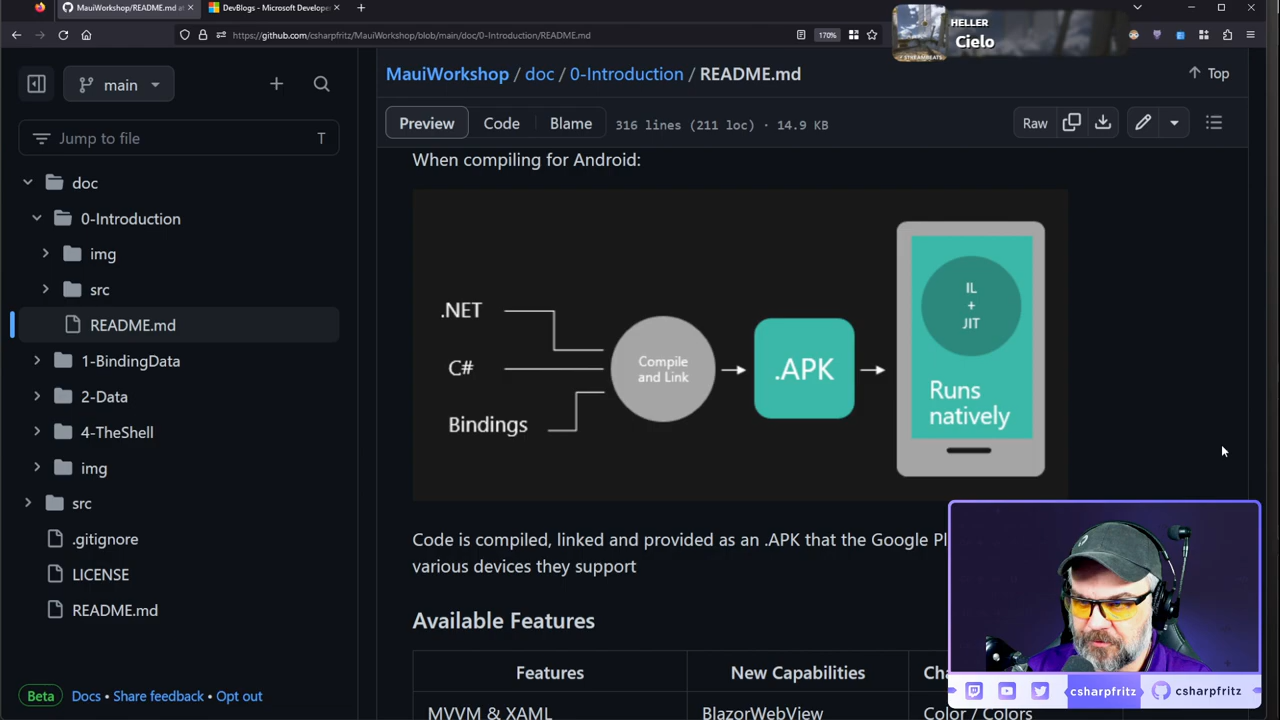 MauiWorkshop/README.md at
DevBlogs - Microsoft Develope
https://github.com/csharpfritz/MauiWorkshop/blob/main/doc/0-Introduction/README.md
170%
HELLER
Cielo
STREAMBEATS
main
MauiWorkshop / doc / 0-Introduction / README.md
Top
Jump to file
T
Preview
Code
Blame
316 lines (211 loc) · 14.9 KB
Raw
doc
0-Introduction
img
src
README.md
1-BindingData
2-Data
4-TheShell
img
src
.gitignore
LICENSE
README.md
Beta
Docs • Share feedback • Opt out
When compiling for Android:
.NET
C#
Bindings
Compile
and Link
.APK
IL
+
JIT
Runs
natively
Code is compiled, linked and provided as an .APK that the Google Pl
various devices they support
Available Features
Features
New Capabilities
Ch
MVVM & XAML
BlazorWebView
Color / Colors
csharpfritz
csharpfritz